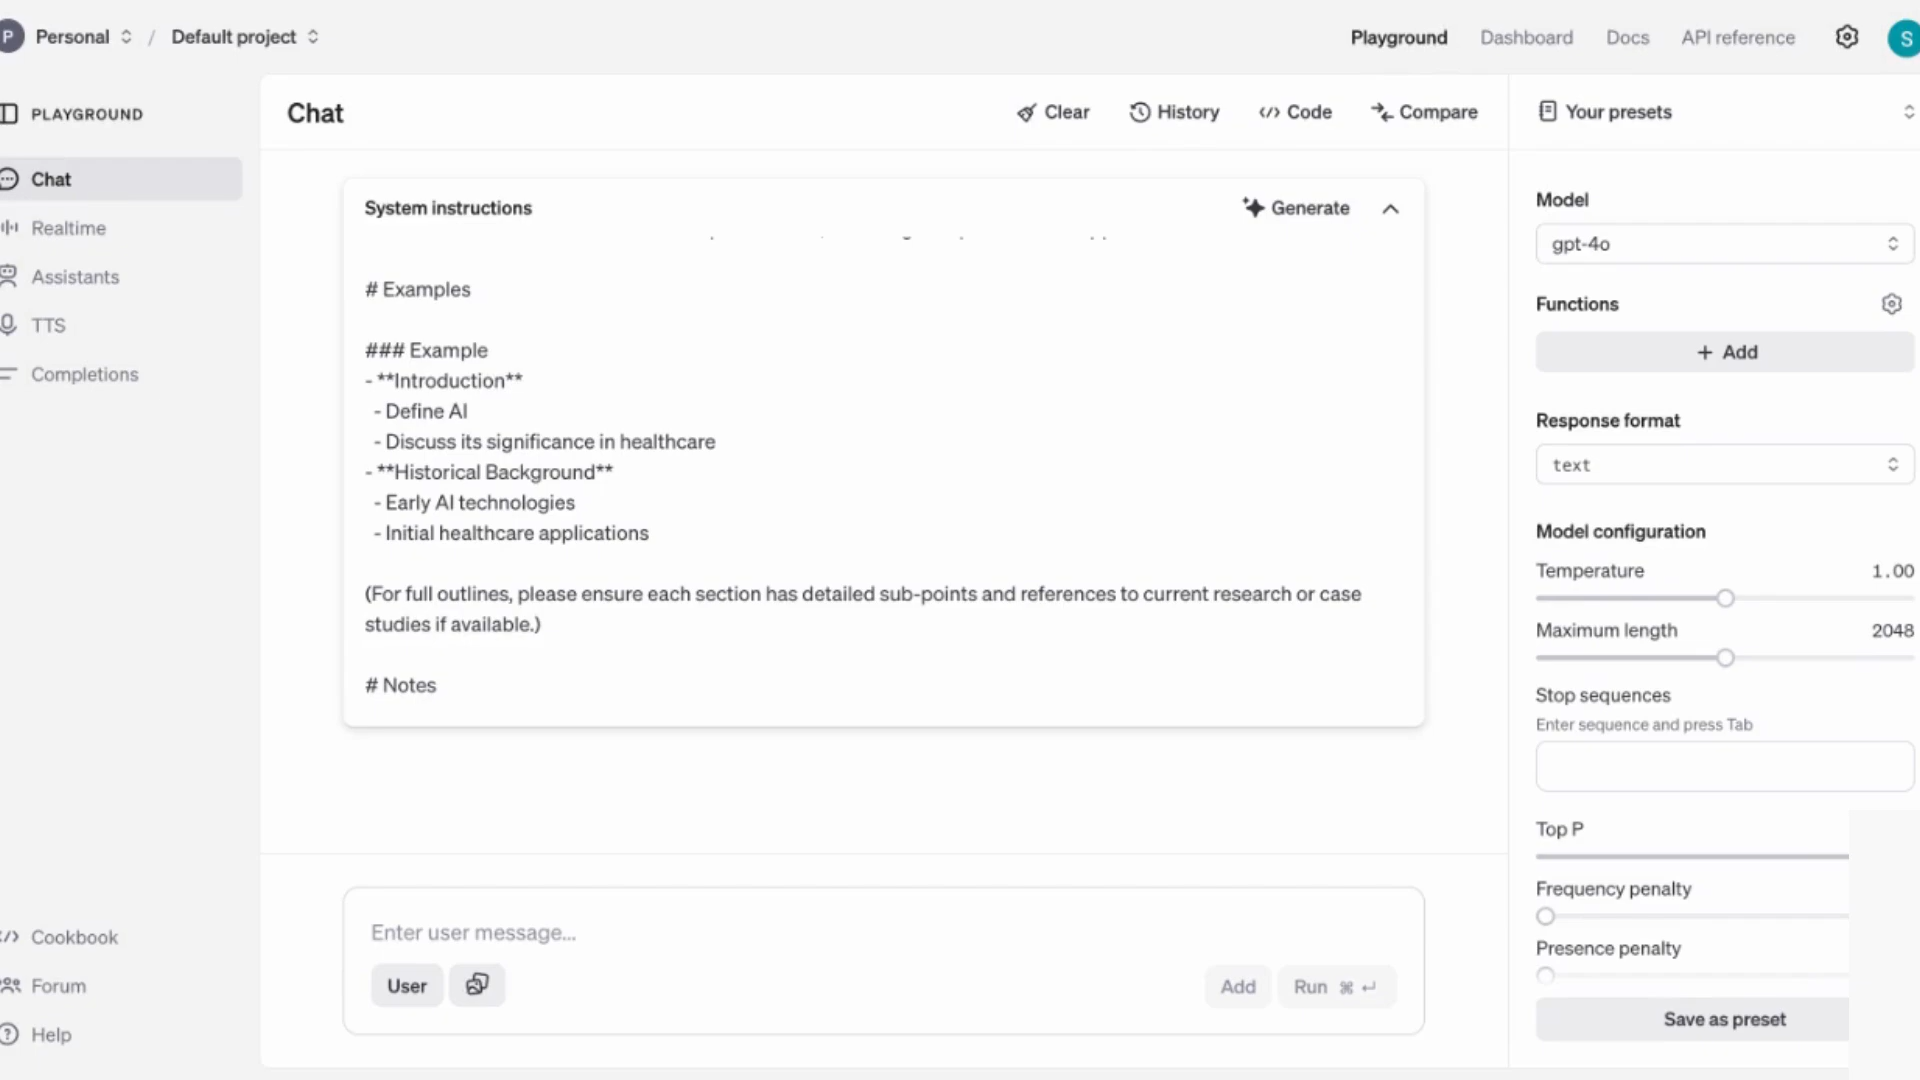 P Personal / Default project
Playground Dashboard Docs API reference S
PLAYGROUND
Chat
Realtime
Assistants
TTS
Completions
Cookbook
Forum
Help
Chat
Clear History Code Compare
System instructions
Generate
# Examples
### Example
- **Introduction**
- Define AI
- Discuss its significance in healthcare
- **Historical Background**
- Early AI technologies
- Initial healthcare applications
(For full outlines, please ensure each section has detailed sub-points and references to current research or case
studies if available.)
# Notes
Enter user message...
User
Add Run ⌘ ↵
Your presets
Model
gpt-4o
Functions
+ Add
Response format
text
Model configuration
Temperature 1.00
Maximum length 2048
Stop sequences
Enter sequence and press Tab
Top P
Frequency penalty
Presence penalty
Save as preset